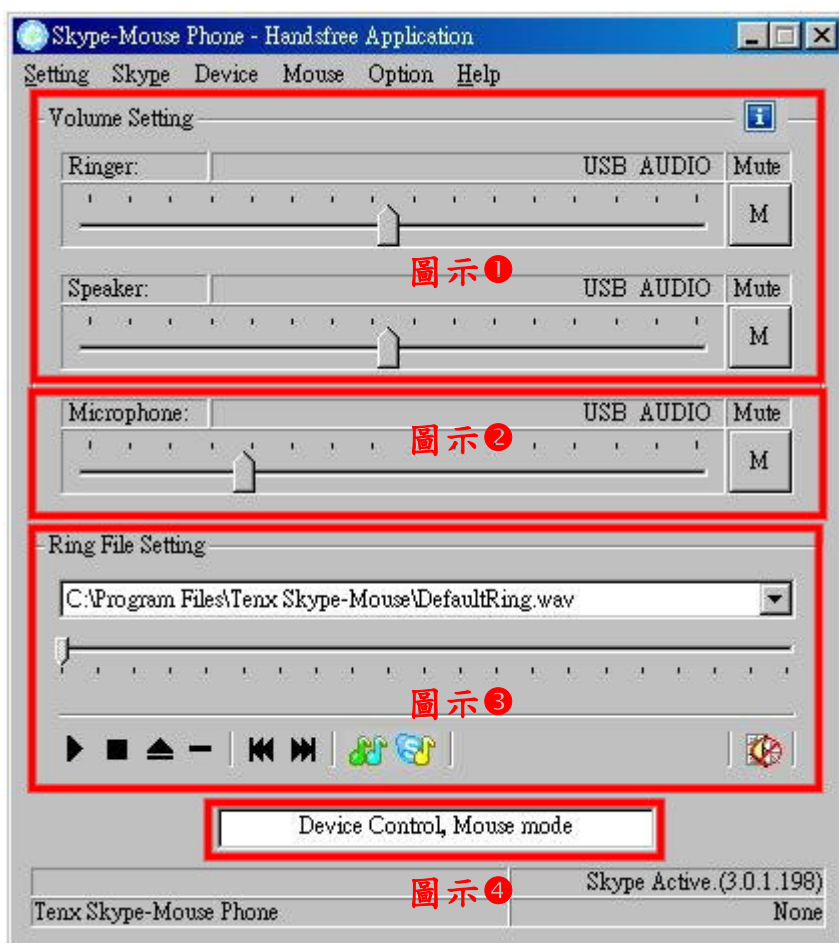 Skype-Mouse Phone - Handsfree Application
Setting Skype Device Mouse Option Help
Volume Setting
Ringer: USB AUDIO Mute
M
圖示❶
Speaker: USB AUDIO Mute
M
Microphone: USB AUDIO Mute
圖示❷
M
Ring File Setting
C:\Program Files\Tenx Skype-Mouse\DefaultRing.wav
圖示❸
Device Control, Mouse mode
圖示❹
Skype Active.(3.0.1.198)
Tenx Skype-Mouse Phone None